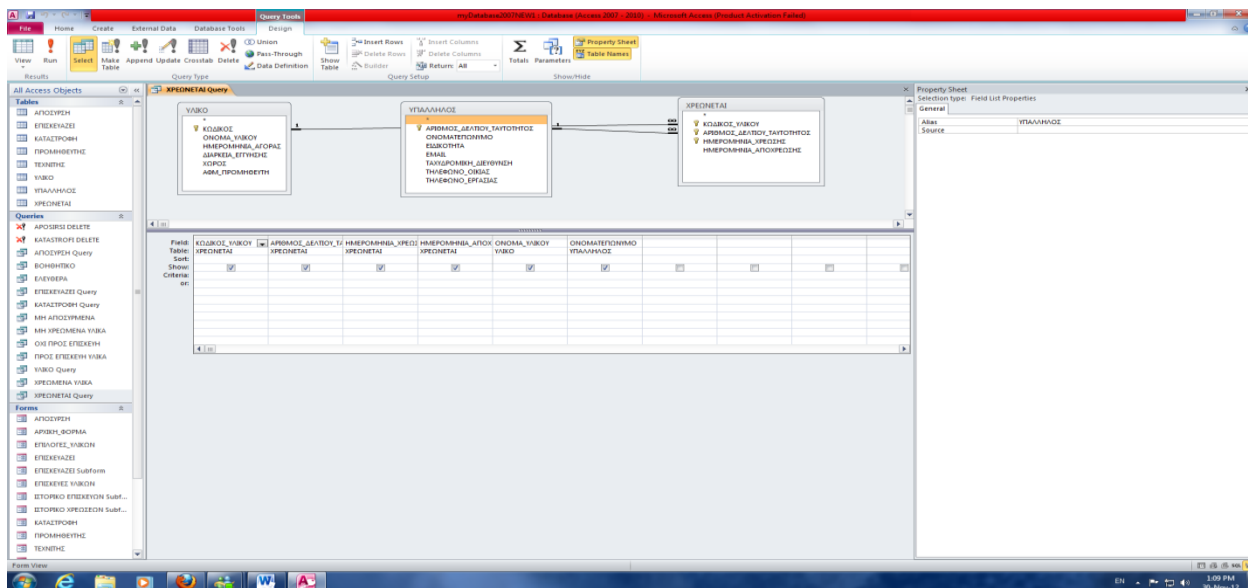 Query Tools
myDatabase2007NEW1 : Database (Access 2007 - 2010) - Microsoft Access (Product Activation Failed)
File Home Create External Data Database Tools Design
View Run Select Make Table Append Update Crosstab Delete
Union
Pass-Through
Data Definition
Show Table
Insert Rows
Delete Rows
Builder
Insert Columns
Delete Columns
Return: All
Totals Parameters
Property Sheet
Table Names
Results Query Type Query Setup Show/Hide
All Access Objects
Tables
ΑΠΟΣΥΡΣΗ
ΕΠΙΣΚΕΥΑΖΕΙ
ΚΑΤΑΣΤΡΟΦΗ
ΠΡΟΜΗΘΕΥΤΗΣ
ΤΕΧΝΙΤΗΣ
ΥΛΙΚΟ
ΥΠΑΛΛΗΛΟΣ
ΧΡΕΩΝΕΤΑΙ
Queries
APOSIRSI DELETE
KATASTROFI DELETE
ΑΠΟΣΥΡΣΗ Query
ΒΟΗΘΗΤΙΚΟ
ΕΛΕΥΘΕΡΑ
ΕΠΙΣΚΕΥΑΖΕΙ Query
ΚΑΤΑΣΤΡΟΦΗ Query
ΜΗ ΑΠΟΣΥΡΜΕΝΑ
ΜΗ ΧΡΕΩΜΕΝΑ ΥΛΙΚΑ
ΟΧΙ ΠΡΟΣ ΕΠΙΣΚΕΥΗ
ΠΡΟΣ ΕΠΙΣΚΕΥΗ ΥΛΙΚΑ
ΥΛΙΚΟ Query
ΧΡΕΩΜΕΝΑ ΥΛΙΚΑ
ΧΡΕΩΝΕΤΑΙ Query
Forms
ΑΠΟΣΥΡΣΗ
ΑΡΧΙΚΗ_ΦΟΡΜΑ
ΕΠΙΛΟΓΕΣ_ΥΛΙΚΩΝ
ΕΠΙΣΚΕΥΑΖΕΙ
ΕΠΙΣΚΕΥΑΖΕΙ Subform
ΕΠΙΣΚΕΥΕΣ ΥΛΙΚΩΝ
ΙΣΤΟΡΙΚΟ ΕΠΙΣΚΕΥΩΝ Subf...
ΙΣΤΟΡΙΚΟ ΧΡΕΩΣΕΩΝ Subf...
ΚΑΤΑΣΤΡΟΦΗ
ΠΡΟΜΗΘΕΥΤΗΣ
ΤΕΧΝΙΤΗΣ
ΧΡΕΩΝΕΤΑΙ Query
ΥΛΙΚΟ
*
ΚΩΔΙΚΟΣ
ΟΝΟΜΑ_ΥΛΙΚΟΥ
ΗΜΕΡΟΜΗΝΙΑ_ΑΓΟΡΑΣ
ΔΙΑΡΚΕΙΑ_ΕΓΓΥΗΣΗΣ
ΧΩΡΟΣ
ΑΦΜ_ΠΡΟΜΗΘΕΥΤΗ
ΥΠΑΛΛΗΛΟΣ
*
ΑΡΙΘΜΟΣ_ΔΕΛΤΙΟΥ_ΤΑΥΤΟΤΗΤΟΣ
ΟΝΟΜΑΤΕΠΩΝΥΜΟ
ΕΙΔΙΚΟΤΗΤΑ
EMAIL
ΤΑΧΥΔΡΟΜΙΚΗ_ΔΙΕΥΘΥΝΣΗ
ΤΗΛΕΦΩΝΟ_ΟΙΚΙΑΣ
ΤΗΛΕΦΩΝΟ_ΕΡΓΑΣΙΑΣ
ΧΡΕΩΝΕΤΑΙ
*
ΚΩΔΙΚΟΣ_ΥΛΙΚΟΥ
ΑΡΙΘΜΟΣ_ΔΕΛΤΙΟΥ_ΤΑΥΤΟΤΗΤΟΣ
ΗΜΕΡΟΜΗΝΙΑ_ΧΡΕΩΣΗΣ
ΗΜΕΡΟΜΗΝΙΑ_ΑΠΟΧΡΕΩΣΗΣ
Field: ΚΩΔΙΚΟΣ_ΥΛΙΚΟΥ ΑΡΙΘΜΟΣ_ΔΕΛΤΙΟΥ_ΤΑ ΗΜΕΡΟΜΗΝΙΑ_ΧΡΕΩΣ ΗΜΕΡΟΜΗΝΙΑ_ΑΠΟΧ ΟΝΟΜΑ_ΥΛΙΚΟΥ ΟΝΟΜΑΤΕΠΩΝΥΜΟ
Table: ΧΡΕΩΝΕΤΑΙ ΧΡΕΩΝΕΤΑΙ ΧΡΕΩΝΕΤΑΙ ΧΡΕΩΝΕΤΑΙ ΥΛΙΚΟ ΥΠΑΛΛΗΛΟΣ
Sort:
Show:
Criteria:
or:
Property Sheet
Selection type: Field List Properties
General
Alias ΥΠΑΛΛΗΛΟΣ
Source
Form View
EN 1:09 PM